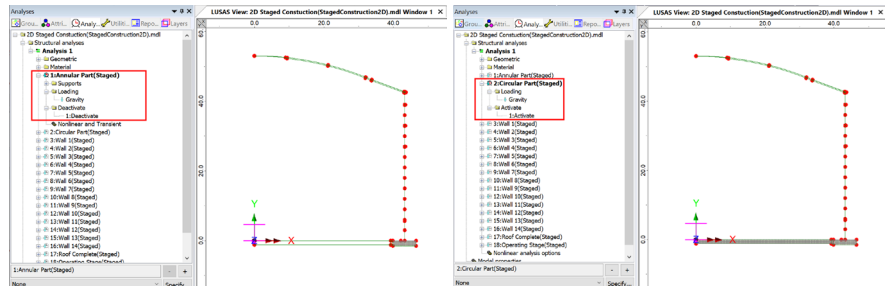 Analyses
Grou... Attri... Analy... Utiliti... Repo... Layers
2D Staged Contuction(StagedConstruction2D).mdl
Structural analyses
Analysis 1
Geometric
Material
1:Annular Part(Staged)
Supports
Loading
Gravity
Deactivate
1:Deactivate
Nonlinear and Transient
2:Circular Part(Staged)
3:Wall 1(Staged)
4:Wall 2(Staged)
5:Wall 3(Staged)
6:Wall 4(Staged)
7:Wall 5(Staged)
8:Wall 6(Staged)
9:Wall 7(Staged)
10:Wall 8(Staged)
11:Wall 9(Staged)
12:Wall 10(Staged)
13:Wall 11(Staged)
14:Wall 12(Staged)
15:Wall 13(Staged)
16:Wall 14(Staged)
17:Roof Complete(Staged)
18:Operating Stage(Staged)
1:Annular Part(Staged)
- +
None
Specify...
LUSAS View: 2D Staged Contuction(StagedConstruction2D).mdl Window 1
0.0 20.0 40.0
60.0
40.0
20.0
0.0
Y
X
Analyses
Grou... Attri... Analy... Utiliti... Repo... Layers
2D Staged Contuction(StagedConstruction2D).mdl
Structural analyses
Analysis 1
Geometric
Material
1:Annular Part(Staged)
2:Circular Part(Staged)
Loading
Gravity
Activate
1:Activate
3:Wall 1(Staged)
4:Wall 2(Staged)
5:Wall 3(Staged)
6:Wall 4(Staged)
7:Wall 5(Staged)
8:Wall 6(Staged)
9:Wall 7(Staged)
10:Wall 8(Staged)
11:Wall 9(Staged)
12:Wall 10(Staged)
13:Wall 11(Staged)
14:Wall 12(Staged)
15:Wall 13(Staged)
16:Wall 14(Staged)
17:Roof Complete(Staged)
18:Operating Stage(Staged)
Nonlinear analysis options
Model properties
2:Circular Part(Staged)
- +
None
Specify...
LUSAS View: 2D Staged Contuction(StagedConstruction2D).mdl Window 1
0.0 20.0 40.0
60.0
40.0
20.0
0.0
Y
X